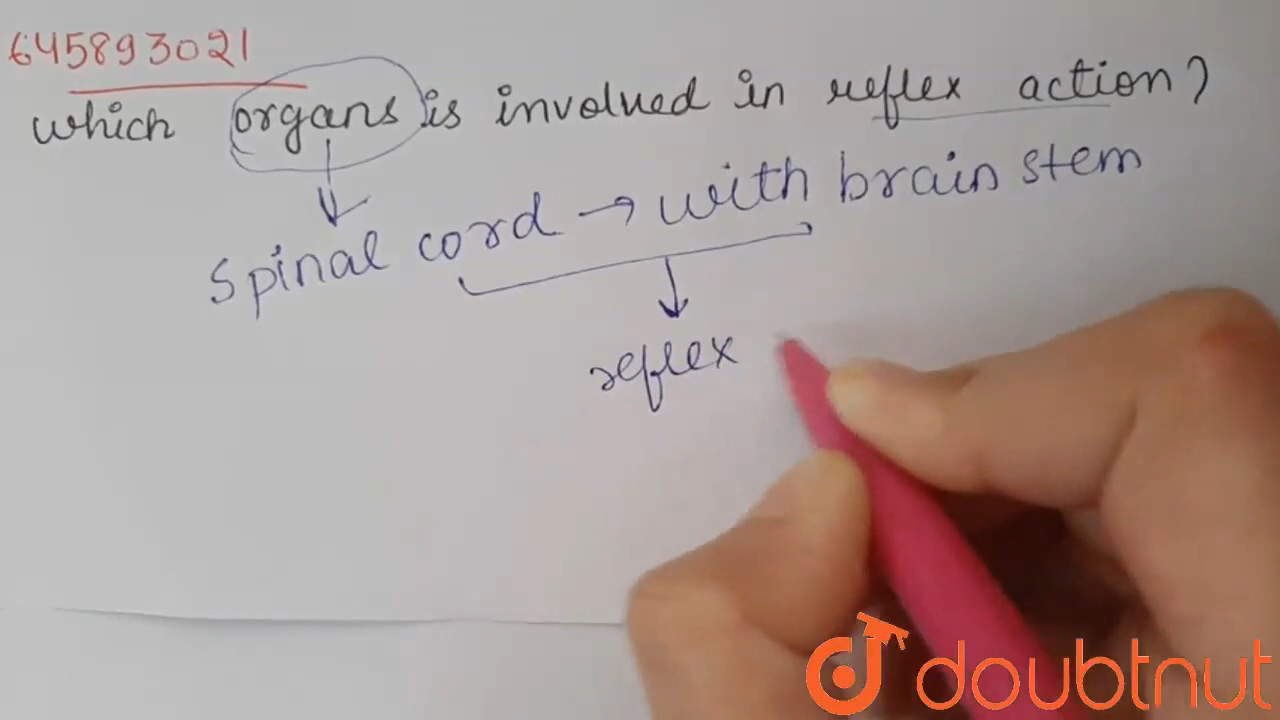 645893021
which organs is involved in reflex action?
Spinal cord → with brain stem
reflex
doubtnut